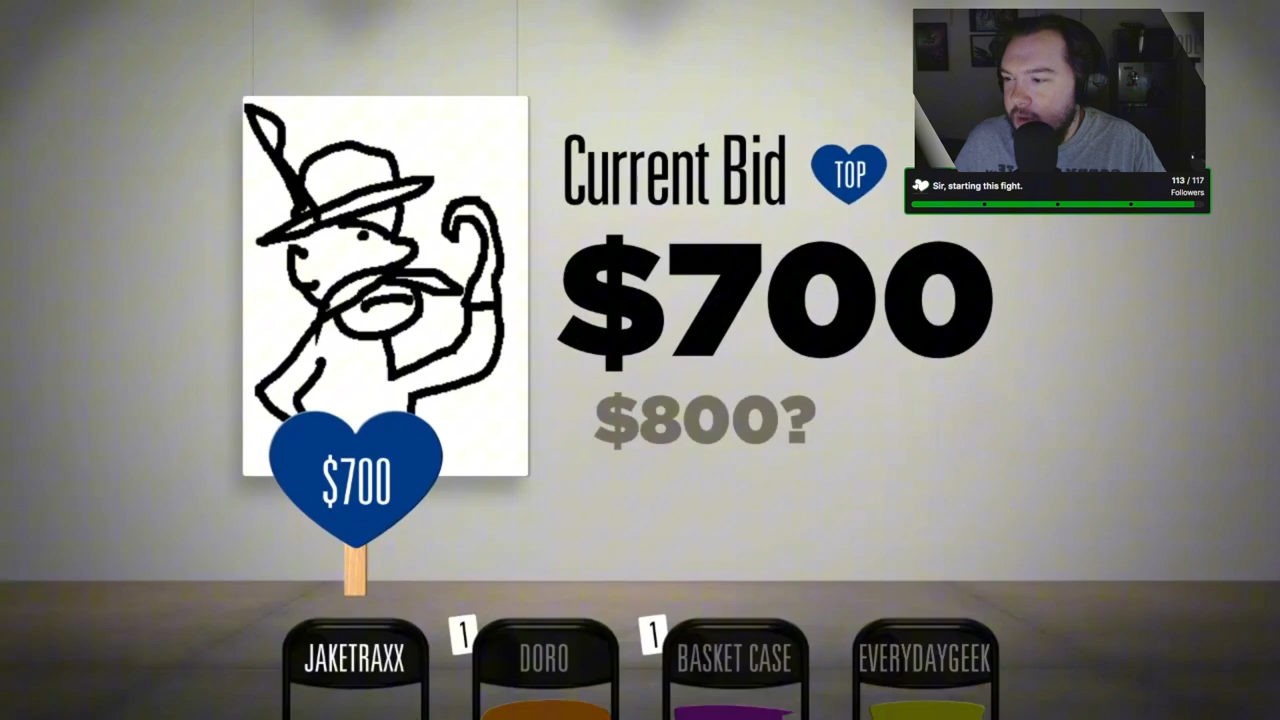 Current Bid
TOP
$700
$800?
Sir, starting this fight.
113 / 117
Followers
$700
JAKETRAXX
1
DORO
1
BASKET CASE
EVERYDAYGEEK